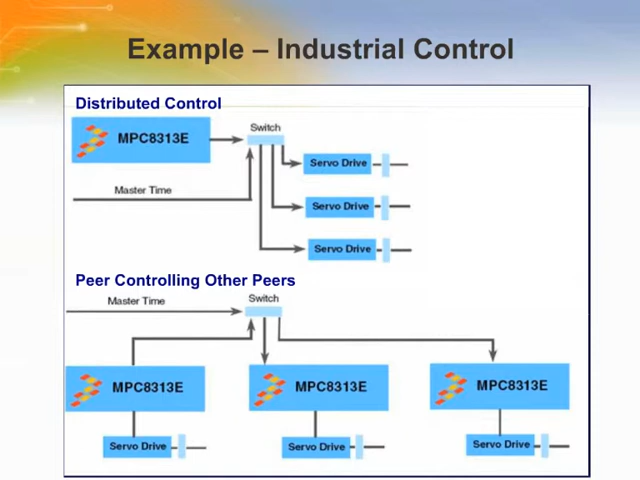 Example – Industrial Control
Distributed Control
MPC8313E
Switch
Servo Drive
Master Time
Servo Drive
Servo Drive
Peer Controlling Other Peers
Master Time
Switch
MPC8313E
MPC8313E
MPC8313E
Servo Drive
Servo Drive
Servo Drive